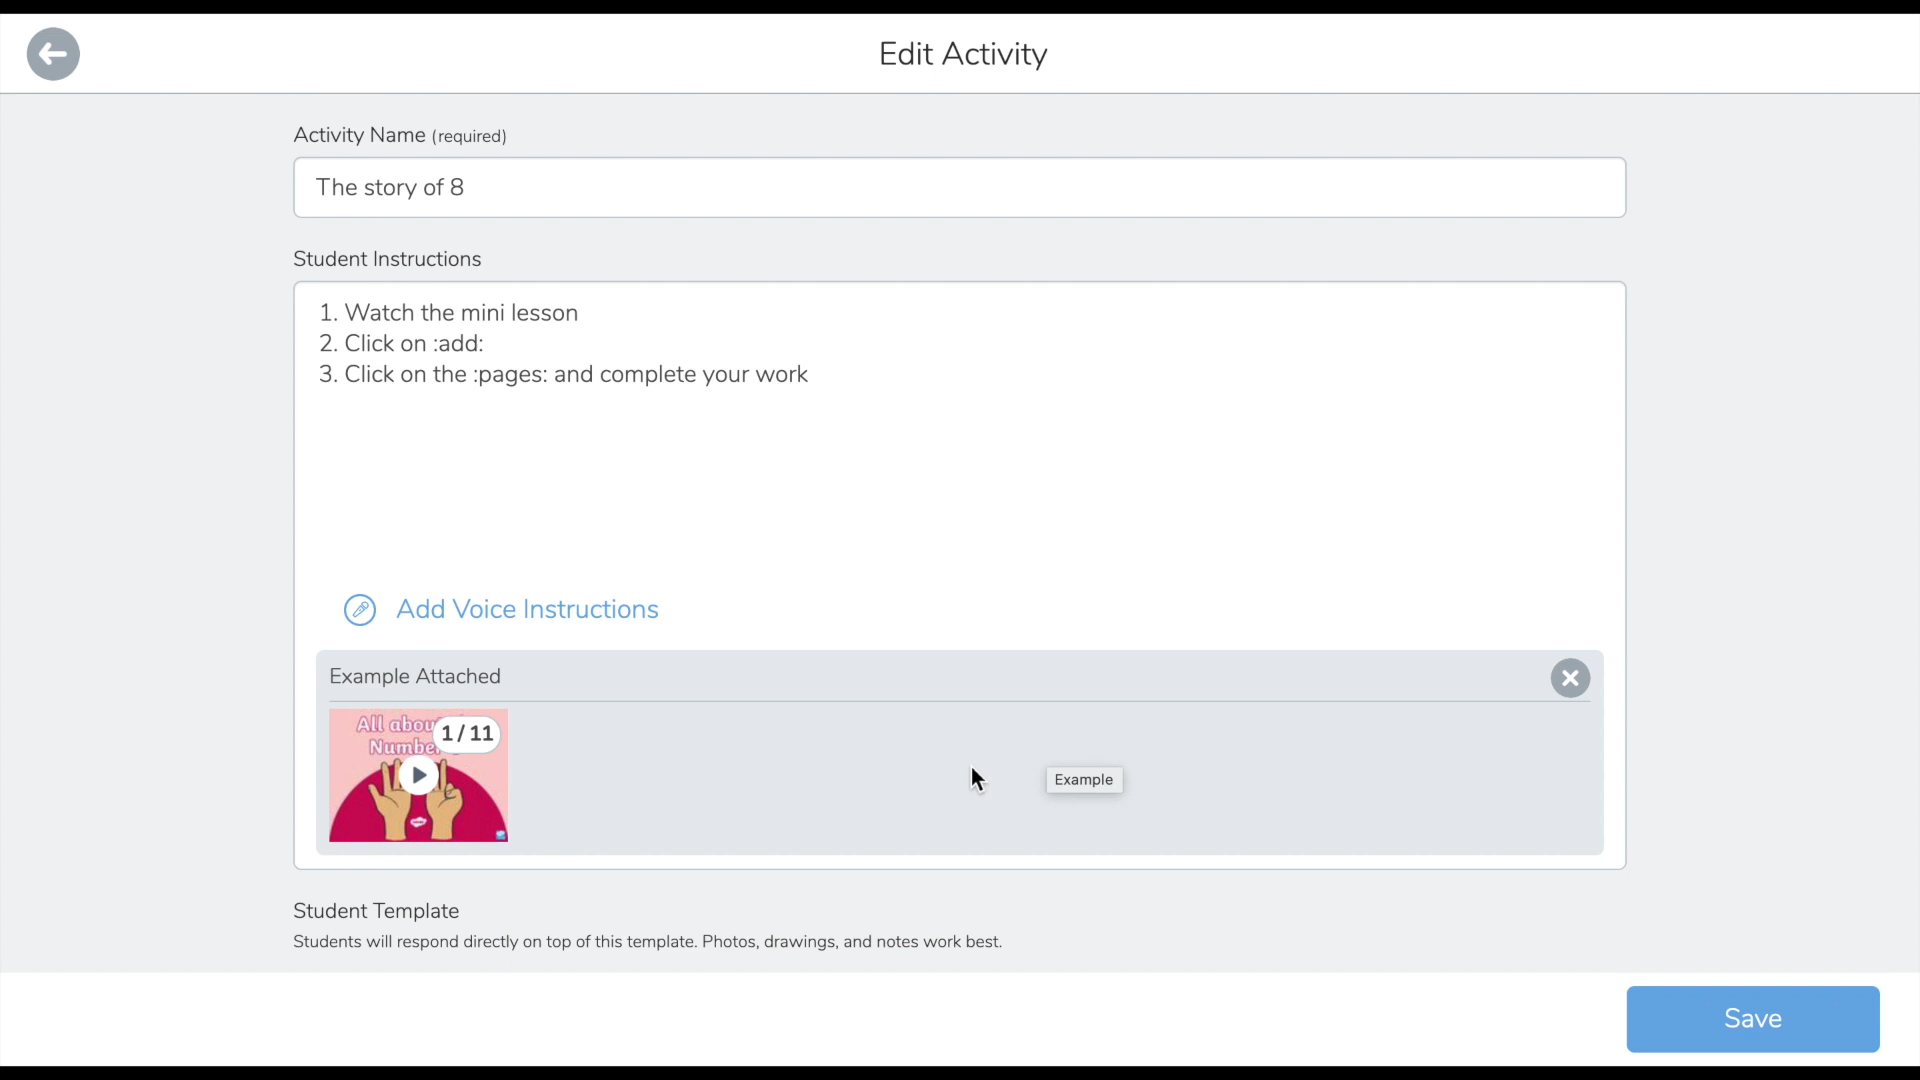 Edit Activity
Activity Name (required)
The story of 8
Student Instructions
1. Watch the mini lesson
2. Click on :add:
3. Click on the :pages: and complete your work
Add Voice Instructions
Example Attached
All about
1 / 11
Number
Example
Student Template
Students will respond directly on top of this template. Photos, drawings, and notes work best.
Save